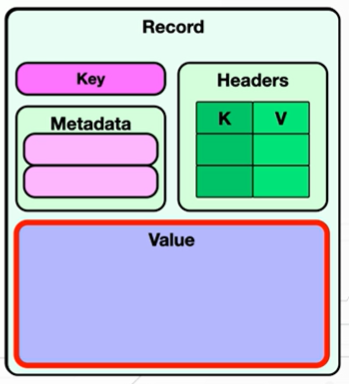 Record
Key
Headers
Metadata
K V
Value